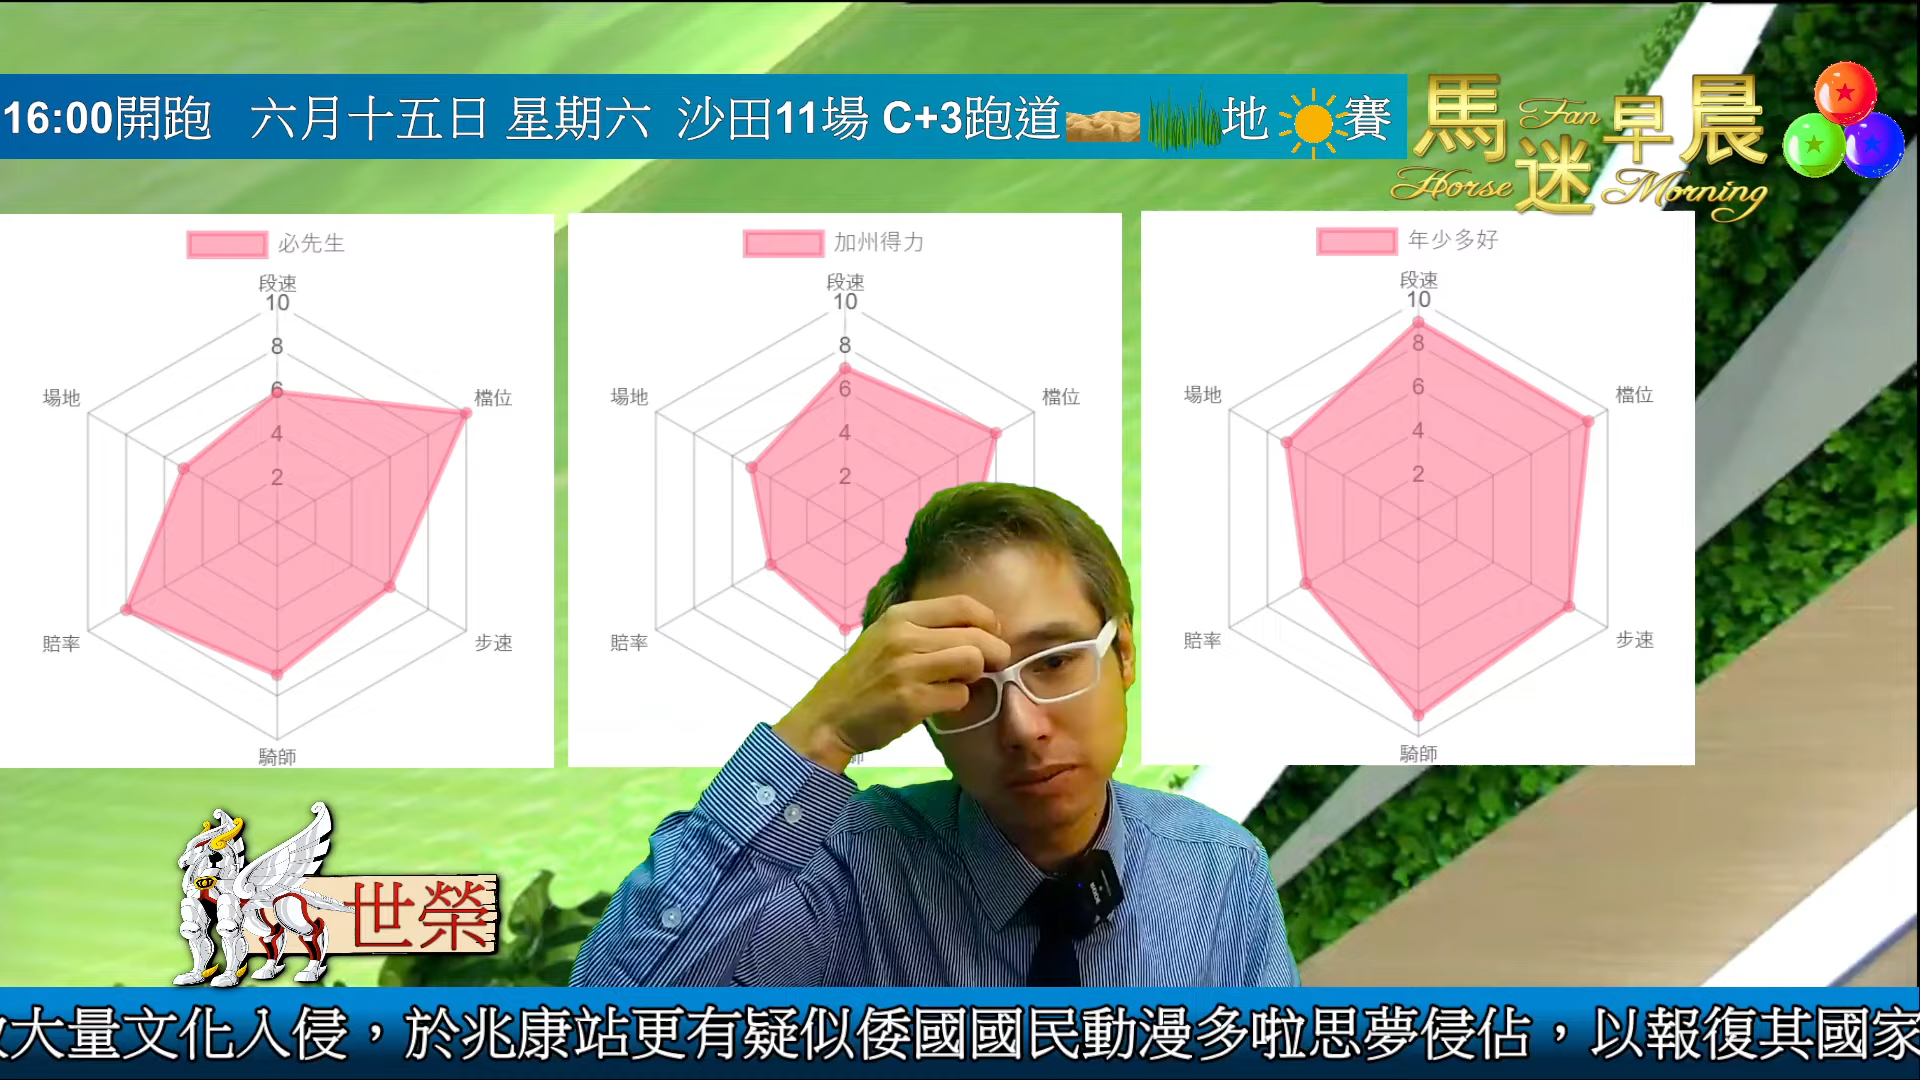 16:00開跑 六月十五日 星期六 沙田11場 C+3跑道 地 賽
馬迷早晨
Horse Fan Morning
必先生
段速
10
8
6
4
2
場地
檔位
賠率
步速
騎師
加州得力
段速
10
8
6
4
2
場地
檔位
賠率
師
年少多好
段速
10
8
6
4
2
場地
檔位
賠率
步速
騎師
世榮
大量文化入侵，於兆康站更有疑似倭國國民動漫多啦思夢侵佔，以報復其國家